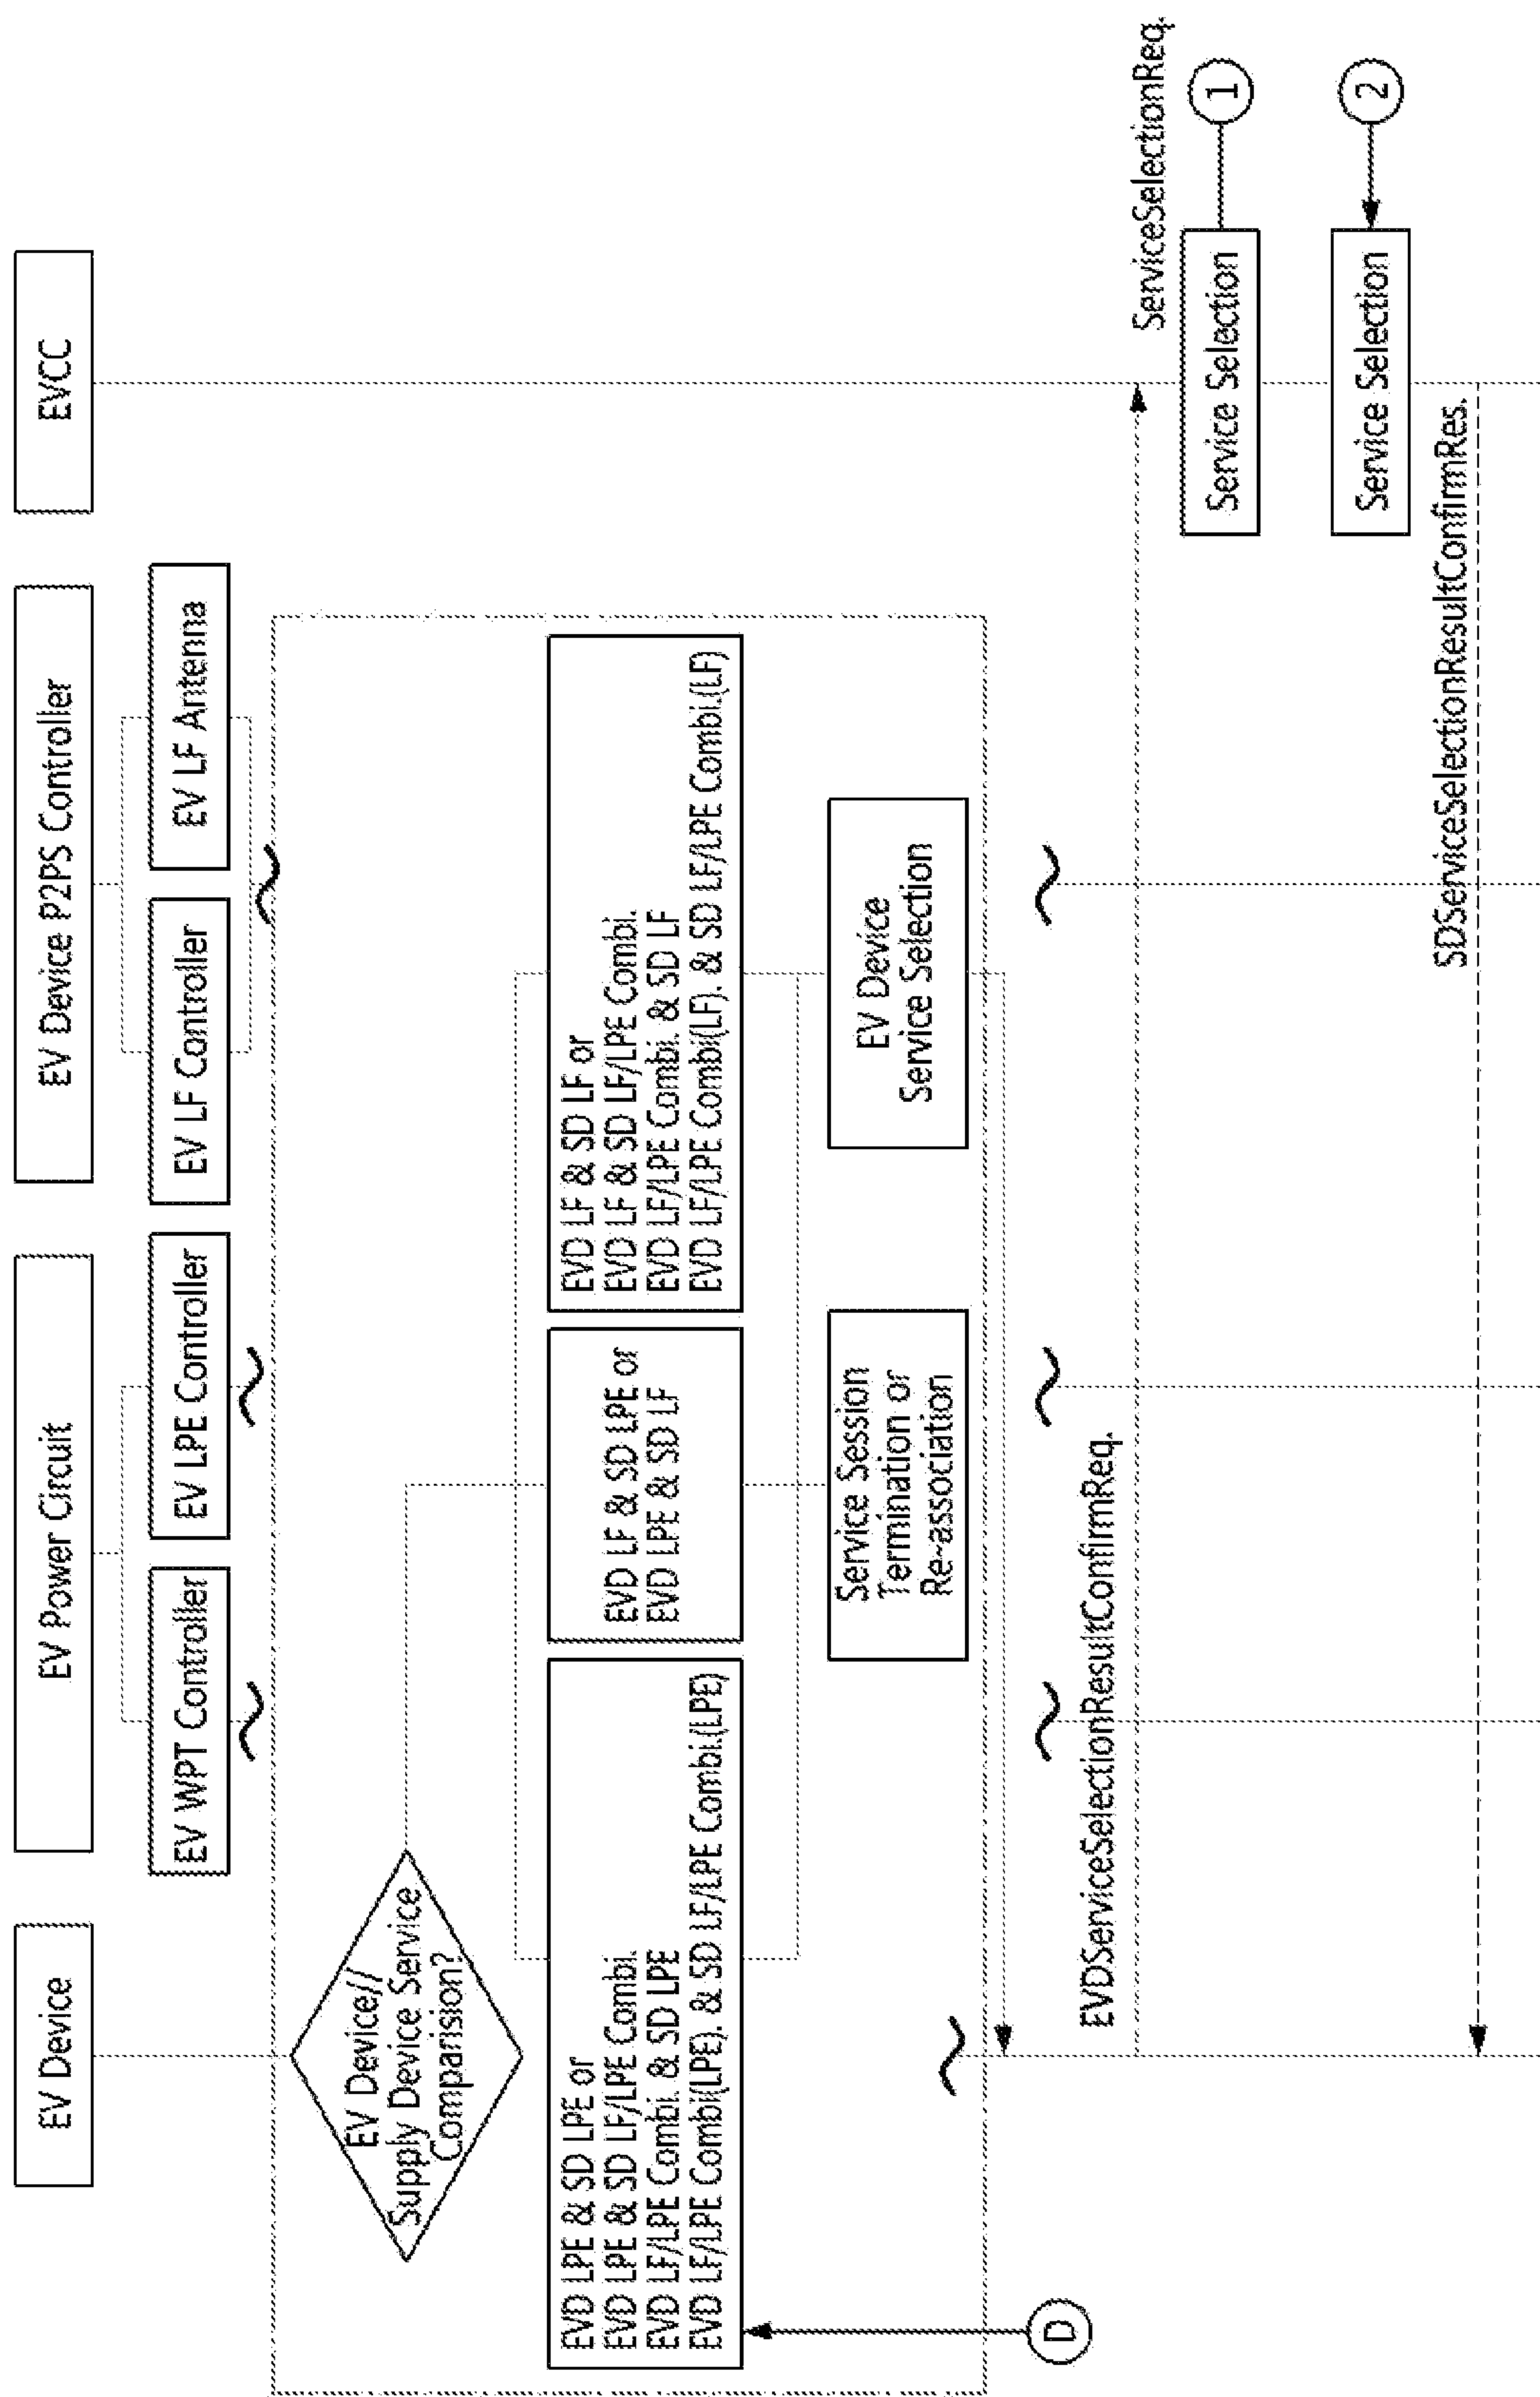 EV Device
EV Power Circuit
EV Device P2PS Controller
EVCC
EV WPT Controller
EV LPE Controller
EV LF Controller
EV LF Antenna
EV Device//
Supply Device Service
Comparision?
EVD LPE & SD LPE or
EVD LPE & SD LF/LPE Combi.
EVD LF/LPE Combi. & SD LPE
EVD LF/LPE Combi(LPE). & SD LF/LPE Combi.(LPE)
EVD LF & SD LPE or
EVD LPE & SD LF
EVD LF & SD LF or
EVD LF & SD LF/LPE Combi.
EVD LF/LPE Combi. & SD LF
EVD LF/LPE Combi(LF). & SD LF/LPE Combi.(LF)
Service Session
Termination or
Re-association
EV Device
Service Selection
D
EVDServiceSelectionResultConfirmReq.
ServiceSelectionReq.
Service Selection
1
Service Selection
2
SDServiceSelectionResultConfirmRes.